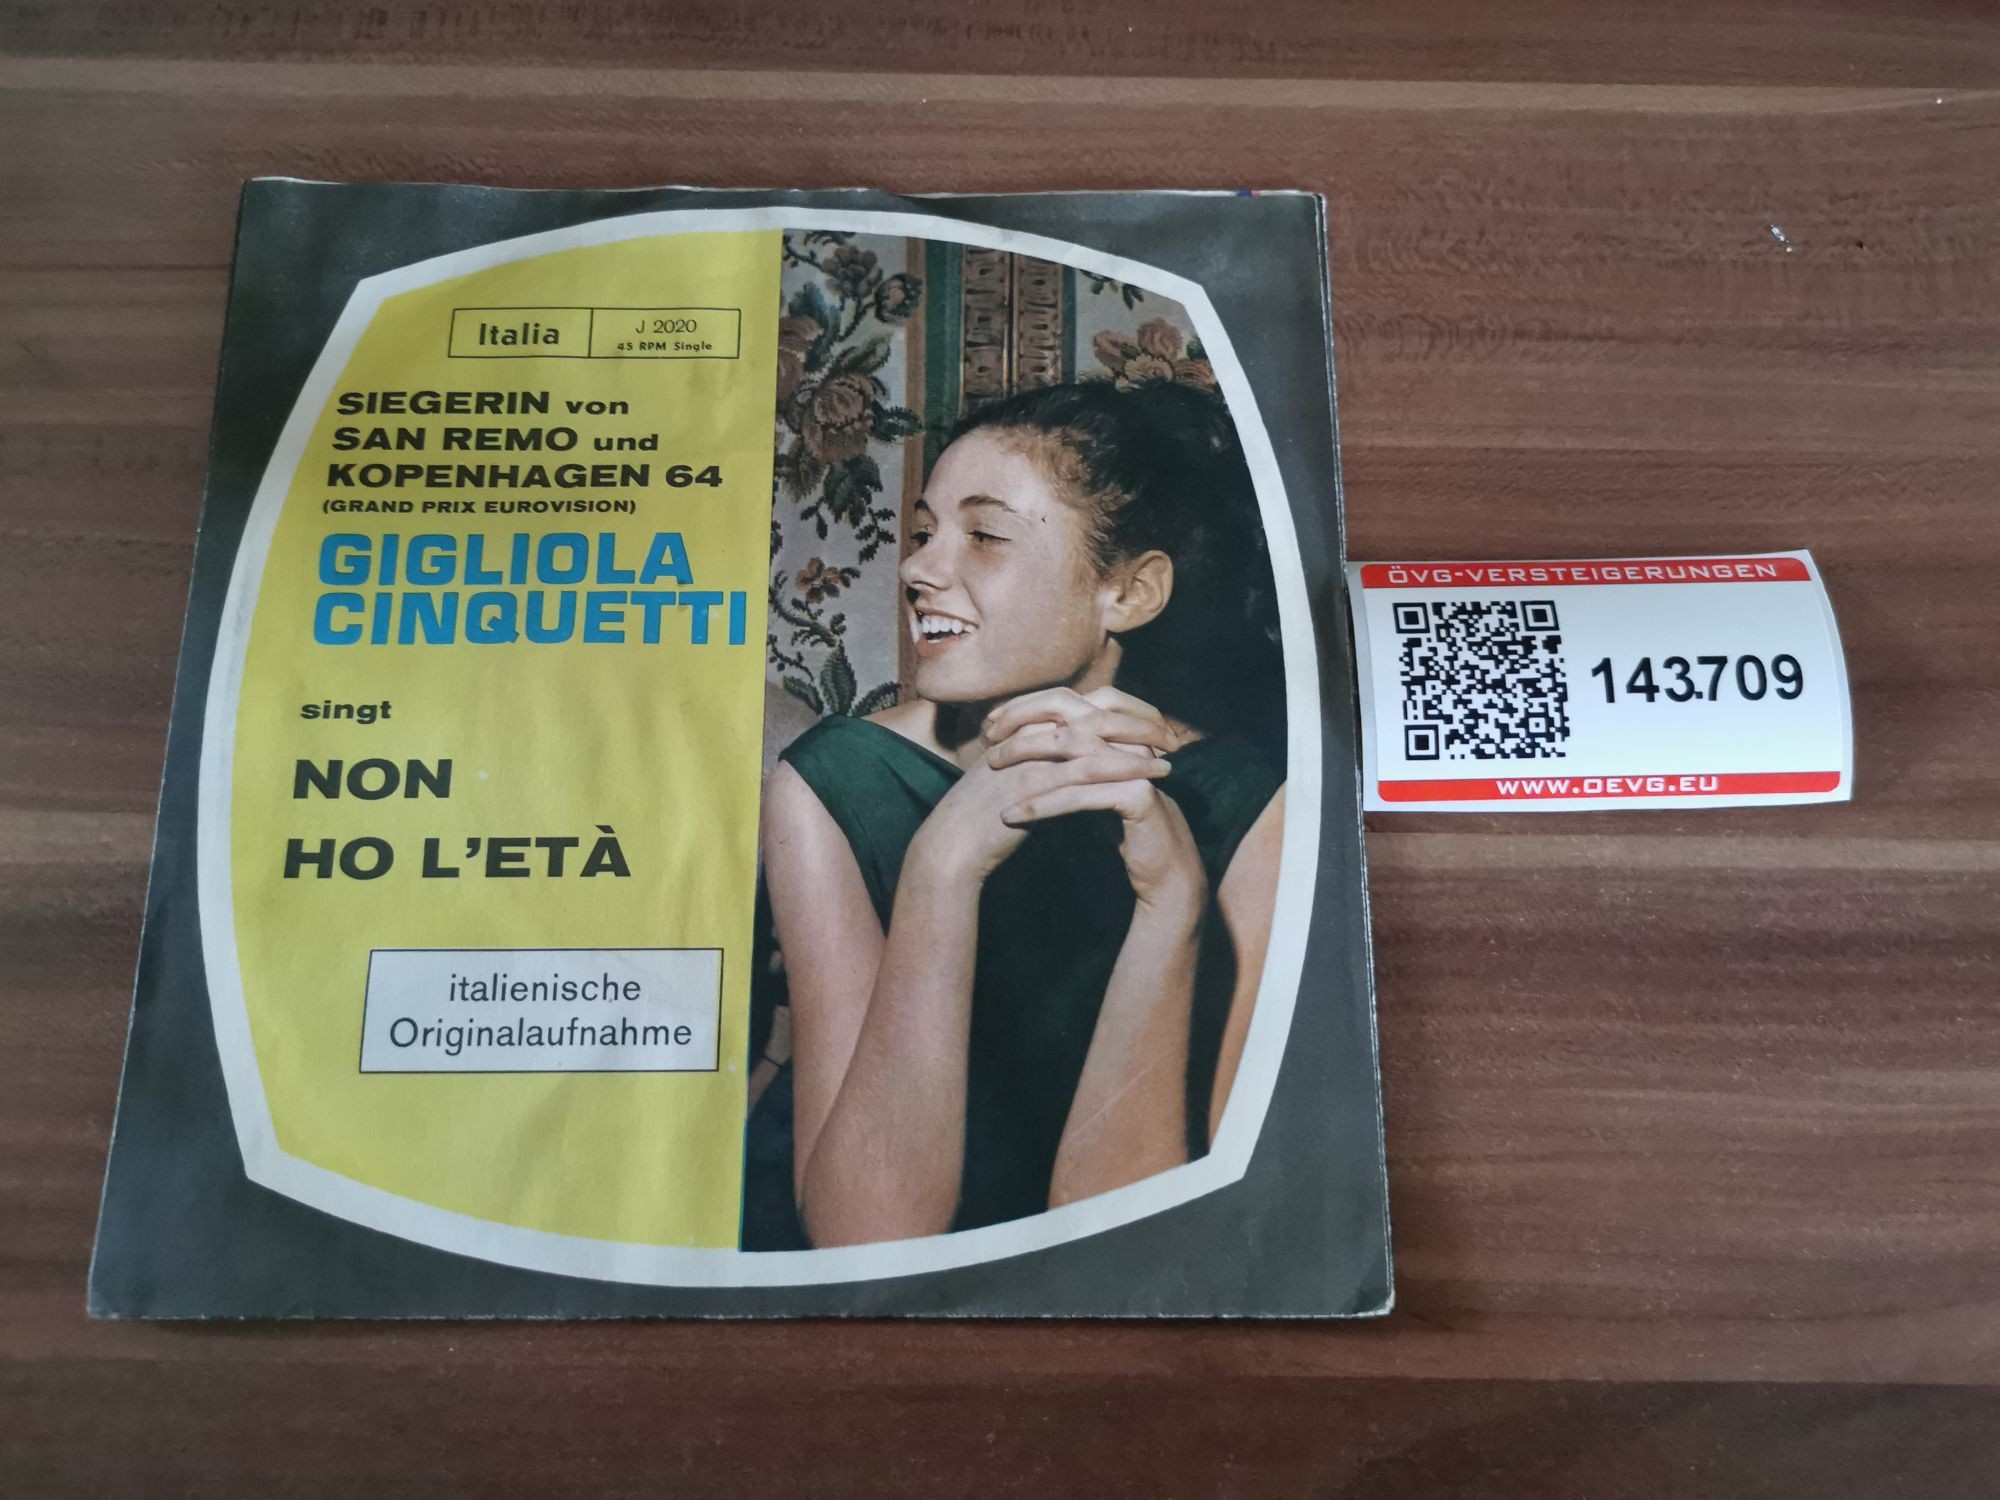 Italia
J 2020
45 RPM Single
SIEGERIN von
SAN REMO und
KOPENHAGEN 64
(GRAND PRIX EUROVISION)
GIGLIOLA
CINQUETTI
singt
NON
HO L'ETÀ
italienische
Originalaufnahme
ÖVG-VERSTEIGERUNGEN
143.709
WWW.OEVG.EU